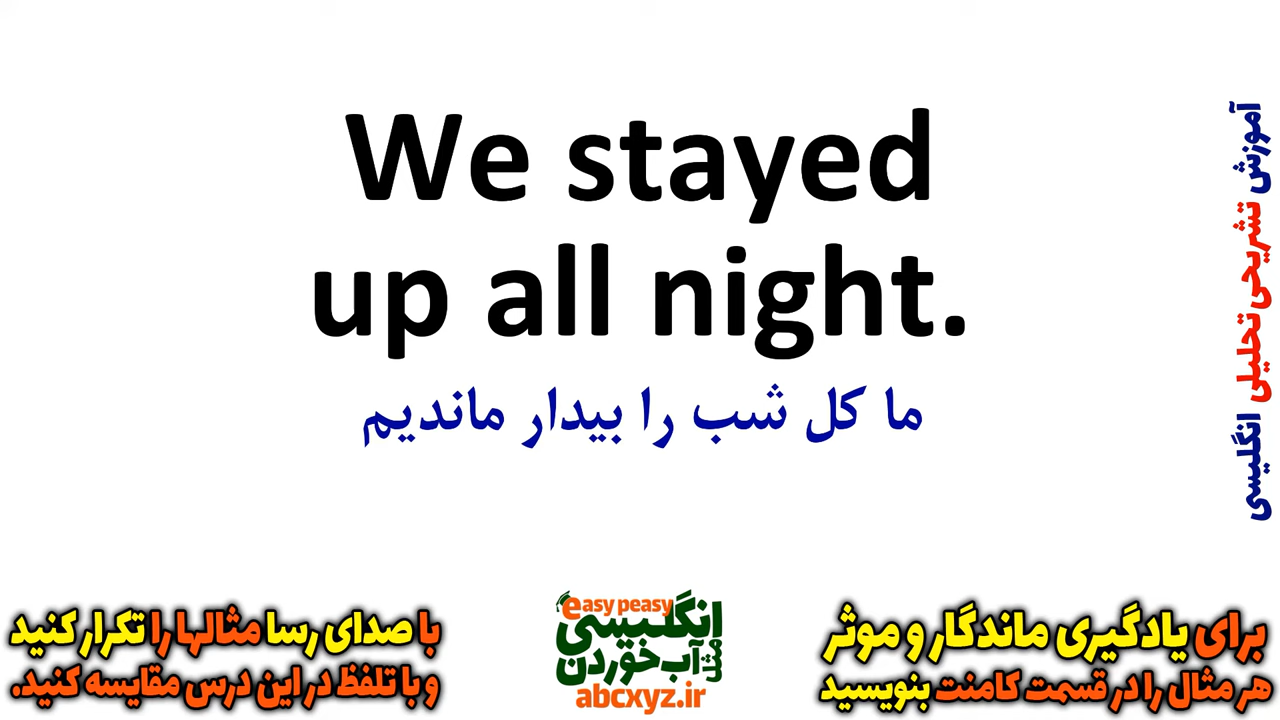 We stayed
up all night.
ما کل شب را بیدار ماندیم
آموزش تشریحی تحلیلی انگلیسی
با صدای رسا مثالها را تکرار کنید
و با تلفظ در این درس مقایسه کنید.
easy peasy
انگلیسی
مثل آب خوردن
abcxyz.ir
برای یادگیری ماندگار و موثر
هر مثال را در قسمت کامنت بنویسید